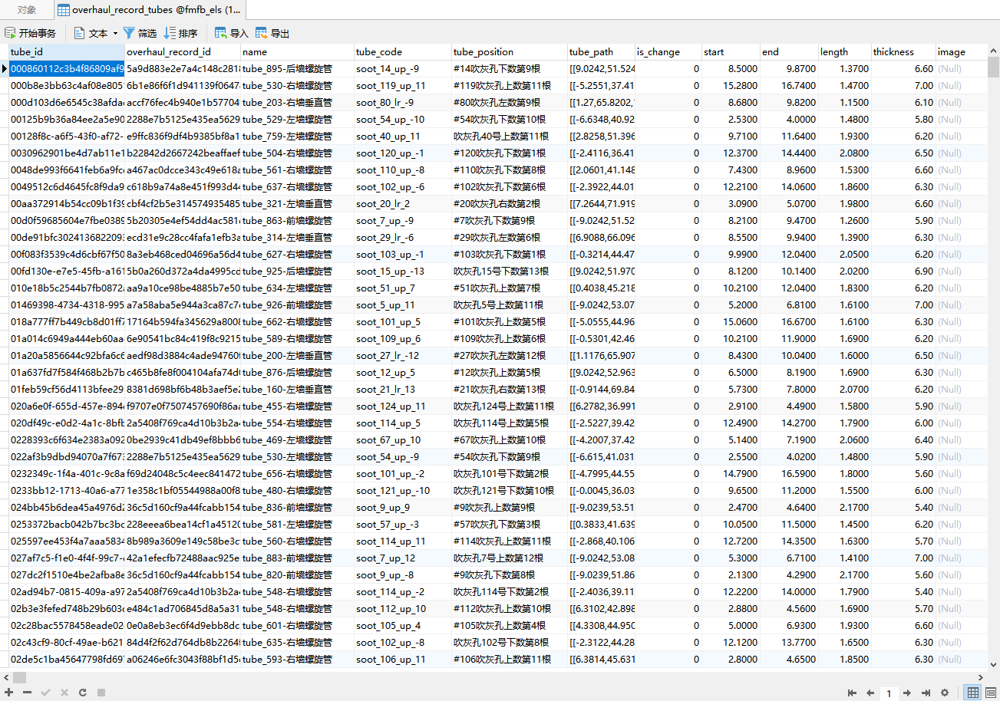 对象 overhaul_record_tubes @fmfb_els (1...
开始事务 文本 筛选 排序 导入 导出
tube_id overhaul_record_id name tube_code tube_position tube_path is_change start end length thickness image
000860112c3b4f86809af9 5a9d883e2e7a4c148c281 tube_895-后墙螺旋管 soot_14_up_-9 #14吹灰孔下数第9根 [[9.0242,51.524 0 8.5000 9.8700 1.3700 6.60 (Null)
000b8e3bb63c4af08e805 6b1e86f6f1d941139f0647 tube_530-右墙螺旋管 soot_119_up_11 #119吹灰孔上数第11根 [[-5.2551,37.41 0 15.2800 16.7400 1.4700 7.00 (Null)
000d103d6e6545c38afda accf76fec4b940e1b57704 tube_203-右墙垂直管 soot_80_lr_-9 #80吹灰孔左数第9根 [[1.27,65.8202, 0 8.6800 9.8200 1.1500 6.10 (Null)
00125b9b36a84ee2a5e90 2288e7b5125e435ea5629 tube_529-左墙螺旋管 soot_54_up_-10 #54吹灰孔下数第10根 [[-6.6348,40.92 0 2.5300 4.0000 1.4800 5.80 (Null)
00128f8c-a6f5-43f0-af72- e9ffc836f9df4b9385bf8a1 tube_759-左墙螺旋管 soot_40_up_11 吹灰孔40号上数第11根 [[2.8258,51.396 0 9.7100 11.6400 1.9300 6.20 (Null)
0030962901be4d7ab11e1 b22842d2667242beaffaef tube_504-右墙螺旋管 soot_120_up_-1 #120吹灰孔下数第1根 [[-2.4116,36.41 0 12.3700 14.4400 2.0800 6.50 (Null)
0048de993f6641feb6a9fc a467ac0dcce343c49e618 tube_561-右墙螺旋管 soot_110_up_-8 #110吹灰孔下数第8根 [[2.0601,41.148 0 7.4300 8.9600 1.5300 6.60 (Null)
0049512c6d4645fc8f9da9 c618b9a74a8e451f993d4 tube_637-右墙螺旋管 soot_102_up_-6 #102吹灰孔下数第6根 [[-2.3922,44.01 0 12.2100 14.0600 1.8600 6.30 (Null)
00aa372914b54cc09b1f39 cbf4cf2b5e314574935485 tube_321-左墙垂直管 soot_20_lr_2 #20吹灰孔右数第2根 [[7.2644,71.919 0 3.0900 5.0700 1.9800 6.60 (Null)
00d0f59685604e7fbe0389 5b20305e4ef54dd4ac581 tube_863-前墙螺旋管 soot_7_up_-9 #7吹灰孔下数第9根 [[-9.0242,51.52 0 8.2100 9.4700 1.2600 5.90 (Null)
00de91bfc302413682209 ecd31e9c28cc4fafa1efb3 tube_314-左墙垂直管 soot_29_lr_-6 #29吹灰孔左数第6根 [[6.9088,66.096 0 8.5500 9.9400 1.3900 6.30 (Null)
00f083f3539c4d6cbf67f50 8a3eb468ced04696a56d4 tube_627-右墙螺旋管 soot_103_up_-1 #103吹灰孔下数第1根 [[-0.3214,44.47 0 9.9900 12.0400 2.0500 6.20 (Null)
00fd130e-e7e5-45fb-a161 5b0a260d372a4da4995c tube_925-后墙螺旋管 soot_15_up_-13 吹灰孔15号下数第13根 [[9.0242,51.970 0 8.1200 10.1400 2.0200 6.90 (Null)
010e18b5c2544b7fb0872 aa9a10ce98be4885b7e50 tube_634-左墙螺旋管 soot_51_up_7 #51吹灰孔上数第7根 [[0.4038,45.218 0 10.2100 12.0400 1.8300 6.20 (Null)
01469398-4734-4318-995 a7a58aba5e944a3ca87c7 tube_926-前墙螺旋管 soot_5_up_11 吹灰孔5号上数第11根 [[-9.0242,53.07 0 5.2000 6.8100 1.6100 7.00 (Null)
018a777ff7b449cb8d01ff7 17164b594fa345629a800 tube_662-右墙螺旋管 soot_101_up_5 #101吹灰孔上数第5根 [[-5.0555,44.96 0 15.0600 16.6700 1.6100 6.30 (Null)
01a014c6949a444eb60aa 6e90541bc84c419f8c9215 tube_589-右墙螺旋管 soot_109_up_6 #109吹灰孔上数第6根 [[-0.5301,42.46 0 10.2100 11.9000 1.6900 6.20 (Null)
01a20a5856644c92bfa6c6 aedf98d3884c4ade94760 tube_200-左墙垂直管 soot_27_lr_-12 #27吹灰孔左数第12根 [[1.1176,65.907 0 8.4300 10.0400 1.6000 6.50 (Null)
01a637fd7f584f468b2b7b c465b8fe8f004104afa74d tube_876-后墙螺旋管 soot_12_up_5 #12吹灰孔上数第5根 [[9.0242,52.963 0 6.5000 8.1900 1.6900 6.30 (Null)
01feb59cf56d4113bfee29 8381d698bf6b48b3aef5e tube_160-左墙垂直管 soot_21_lr_13 #21吹灰孔右数第13根 [[-0.9144,69.84 0 5.7300 7.8000 2.0700 6.20 (Null)
020a6e0f-655d-457e-894 f9707e0f7507457690f86a tube_455-右墙螺旋管 soot_124_up_11 吹灰孔124号上数第11根 [[6.2782,36.991 0 2.9100 4.4900 1.5800 5.90 (Null)
020df49c-e0d2-4a1c-8bf 2a5408f769ca4d10b3b2a tube_554-右墙螺旋管 soot_114_up_5 吹灰孔114号上数第5根 [[-2.5227,39.42 0 12.4900 14.2700 1.7900 6.00 (Null)
0228393c6f634e2383a092 0be2939c41db49ef8bbb6 tube_469-左墙螺旋管 soot_67_up_10 #67吹灰孔上数第10根 [[-4.2007,37.42 0 5.1400 7.1900 2.0600 6.40 (Null)
022af3b9dbd94070a7f673 2288e7b5125e435ea5629 tube_530-左墙螺旋管 soot_54_up_-9 #54吹灰孔下数第9根 [[-6.615,41.031 0 2.5500 4.0200 1.4800 5.90 (Null)
0232349c-1f4a-401c-9c8a f69d24048c5c4eec841472 tube_656-右墙螺旋管 soot_101_up_-2 吹灰孔101号下数第2根 [[-4.7995,44.55 0 14.7900 16.5900 1.8000 5.60 (Null)
0233bb12-1713-40a6-a77 1e358c1bf05544988a00f8 tube_480-右墙螺旋管 soot_121_up_-10 吹灰孔121号下数第10根 [[-0.0045,36.03 0 9.6500 11.2000 1.5500 6.00 (Null)
024bb45b6dea45a4976d2 36c5d160cf9a44fcabb154 tube_836-前墙螺旋管 soot_9_up_9 #9吹灰孔上数第9根 [[-9.0239,53.51 0 2.4700 4.6400 2.1700 5.40 (Null)
0253372bacb042b7bc3bc 228eeea6bea14cf1a4512 tube_581-左墙螺旋管 soot_57_up_-3 #57吹灰孔下数第3根 [[0.3833,41.639 0 10.0500 11.5000 1.4500 6.20 (Null)
025597ee453f4a7aaa5834 8b989a3609e149c58be3c tube_560-右墙螺旋管 soot_114_up_11 #114吹灰孔上数第11根 [[-2.868,40.106 0 12.7200 14.3500 1.6300 5.70 (Null)
027af7c5-f1e0-4f4f-99c7- 42a1efecfb72488aac925e tube_883-前墙螺旋管 soot_7_up_12 吹灰孔7号上数第12根 [[-9.0242,53.08 0 5.3000 6.7100 1.4100 7.00 (Null)
027dc2f1510e4be2afba8e 36c5d160cf9a44fcabb154 tube_820-前墙螺旋管 soot_9_up_-8 #9吹灰孔下数第8根 [[-9.0239,51.86 0 2.1300 4.2900 2.1700 5.60 (Null)
02ad94b7-0815-409a-a97 2a5408f769ca4d10b3b2a tube_548-右墙螺旋管 soot_114_up_-2 吹灰孔114号下数第2根 [[-2.4036,39.11 0 12.2200 14.0000 1.7900 5.40 (Null)
02b3e3fefed748b29b603 e484c1ad706845d8a5a31 tube_548-右墙螺旋管 soot_112_up_10 #112吹灰孔上数第10根 [[6.3102,42.898 0 2.8800 4.5600 1.6900 5.70 (Null)
02c28bac5578458eade02 0e0a8eb3ec6f4d9ebb8dc tube_601-右墙螺旋管 soot_105_up_4 #105吹灰孔上数第4根 [[4.3308,44.950 0 5.0000 6.9300 1.9300 6.60 (Null)
02c43cf9-80cf-49ae-b621 84d4f2f62d764db8b2264 tube_635-右墙螺旋管 soot_102_up_-8 吹灰孔102号下数第8根 [[-2.3122,44.28 0 12.1200 13.7700 1.6500 6.30 (Null)
02de5c1ba45647798fd69 a06246e6fc3043f88bf1d5 tube_593-右墙螺旋管 soot_106_up_11 #106吹灰孔上数第11根 [[6.3814,45.631 0 2.8000 4.6500 1.8500 6.30 (Null)
1